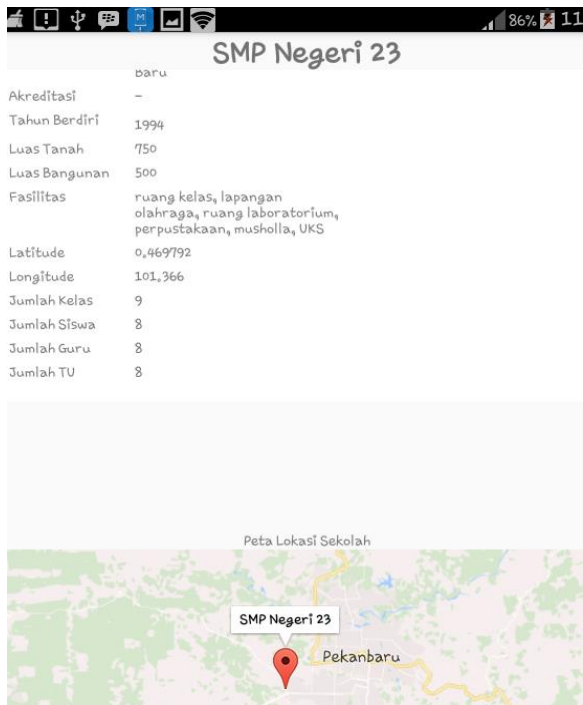 86% 11
SMP Negeri 23
Baru
Akreditasi -
Tahun Berdiri 1994
Luas Tanah 750
Luas Bangunan 500
Fasilitas ruang kelas, lapangan
olahraga, ruang laboratorium,
perpustakaan, musholla, UKS
Latitude 0,469792
Longitude 101,366
Jumlah Kelas 9
Jumlah Siswa 8
Jumlah Guru 8
Jumlah TU 8
Peta Lokasi Sekolah
SMP Negeri 23
Pekanbaru